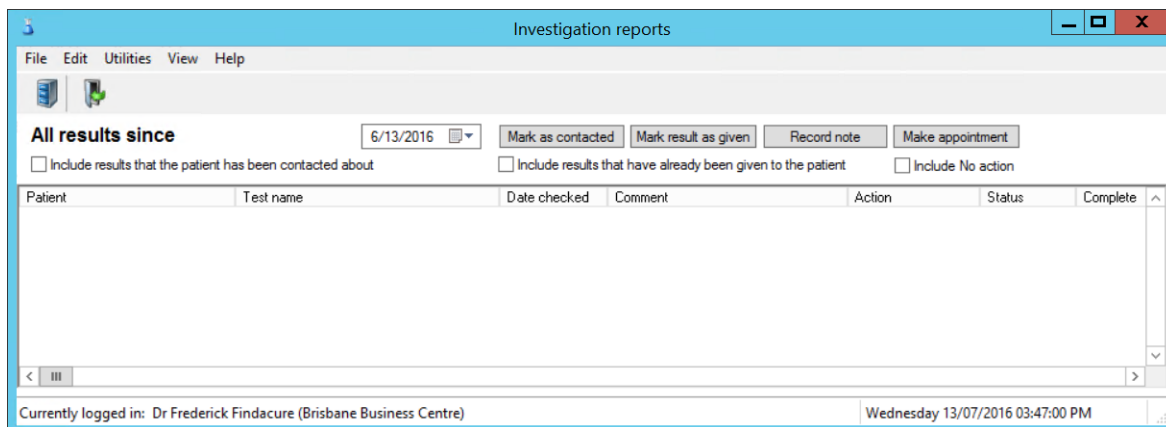 Investigation reports
File Edit Utilities View Help
All results since 6/13/2016 Mark as contacted Mark result as given Record note Make appointment
Include results that the patient has been contacted about Include results that have already been given to the patient Include No action
Patient Test name Date checked Comment Action Status Complete
Currently logged in: Dr Frederick Findacure (Brisbane Business Centre) Wednesday 13/07/2016 03:47:00 PM